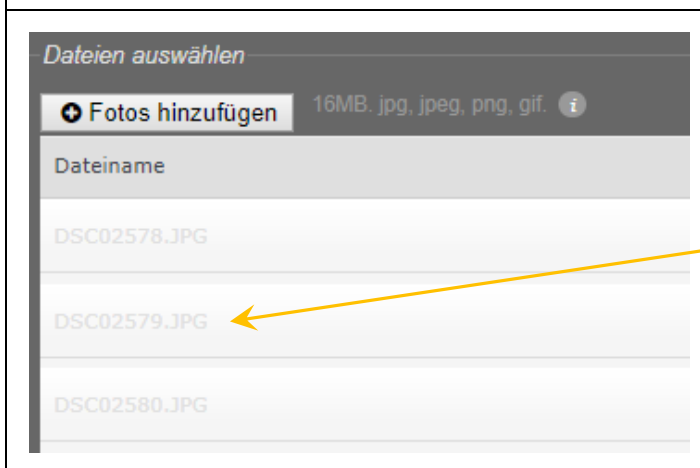 Dateien auswählen
Fotos hinzufügen 16MB. jpg, jpeg, png, gif. i
Dateiname
DSC02578.JPG
DSC02579.JPG
DSC02580.JPG